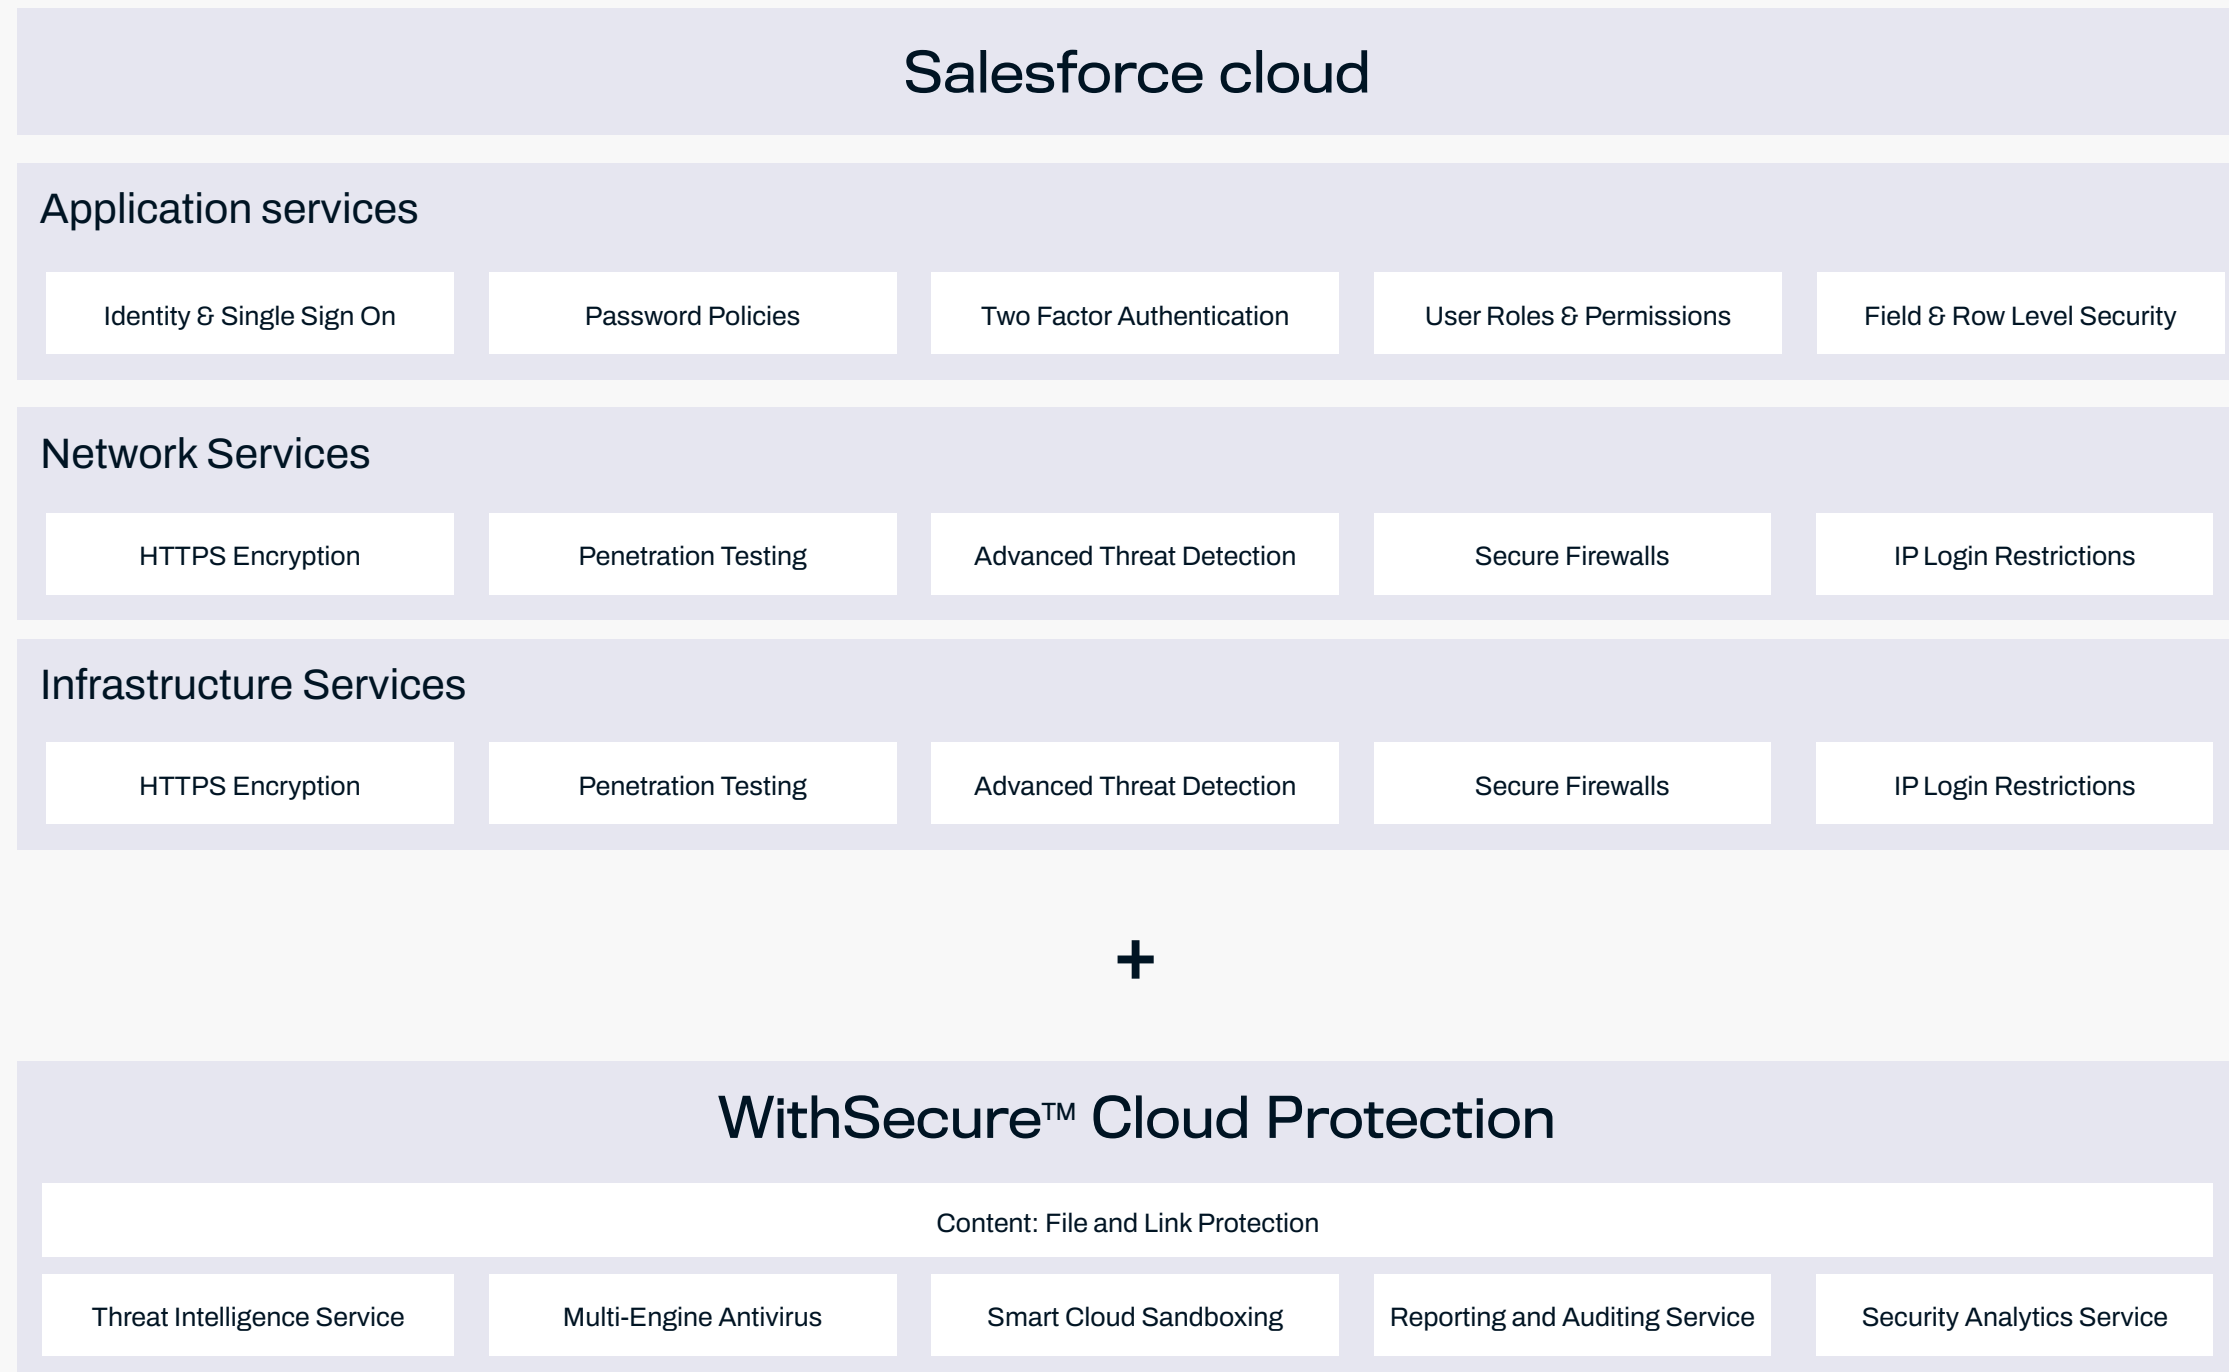 Salesforce cloud
Application services
Identity & Single Sign On
Password Policies
Two Factor Authentication
User Roles & Permissions
Field & Row Level Security
Network Services
HTTPS Encryption
Penetration Testing
Advanced Threat Detection
Secure Firewalls
IP Login Restrictions
Infrastructure Services
HTTPS Encryption
Penetration Testing
Advanced Threat Detection
Secure Firewalls
IP Login Restrictions
+
WithSecure™ Cloud Protection
Content: File and Link Protection
Threat Intelligence Service
Multi-Engine Antivirus
Smart Cloud Sandboxing
Reporting and Auditing Service
Security Analytics Service